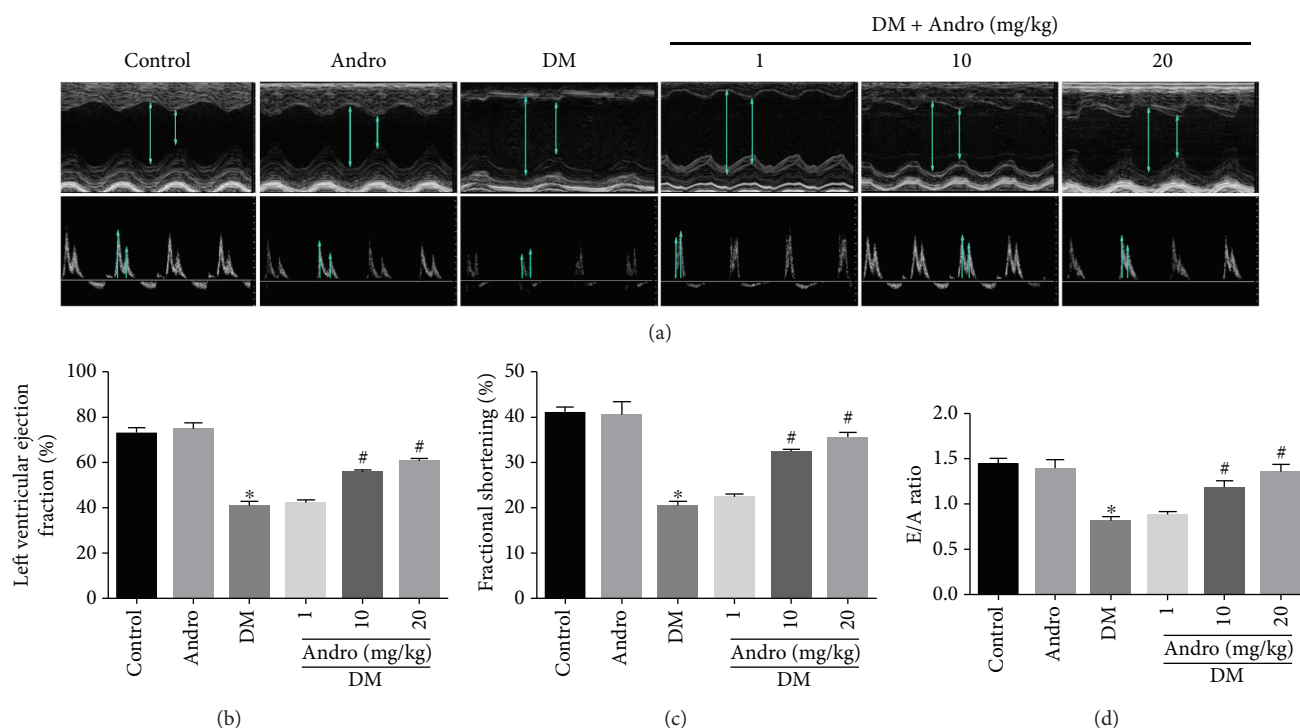 DM + Andro (mg/kg)
Control Andro DM 1 10 20
(a)
Left ventricular ejection
fraction (%)
100
80
60
40
20
0
*
#
#
Control
Andro
DM
1
10
20
Andro (mg/kg)
DM
(b)
Fractional shortening (%)
50
40
30
20
10
0
*
#
#
Control
Andro
DM
1
10
20
Andro (mg/kg)
DM
(c)
E/A ratio
2.0
1.5
1.0
0.5
0.0
*
#
#
Control
Andro
DM
1
10
20
Andro (mg/kg)
DM
(d)